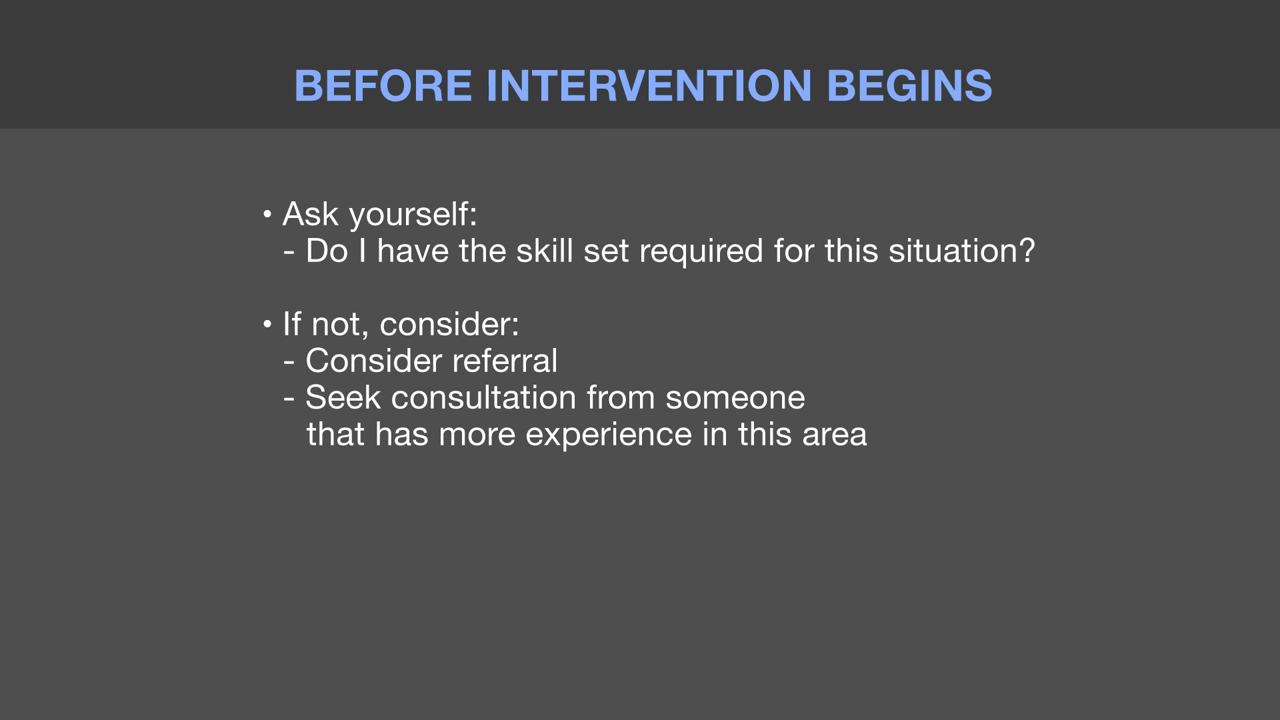 BEFORE INTERVENTION BEGINS
• Ask yourself:
- Do I have the skill set required for this situation?
• If not, consider:
- Consider referral
- Seek consultation from someone
that has more experience in this area